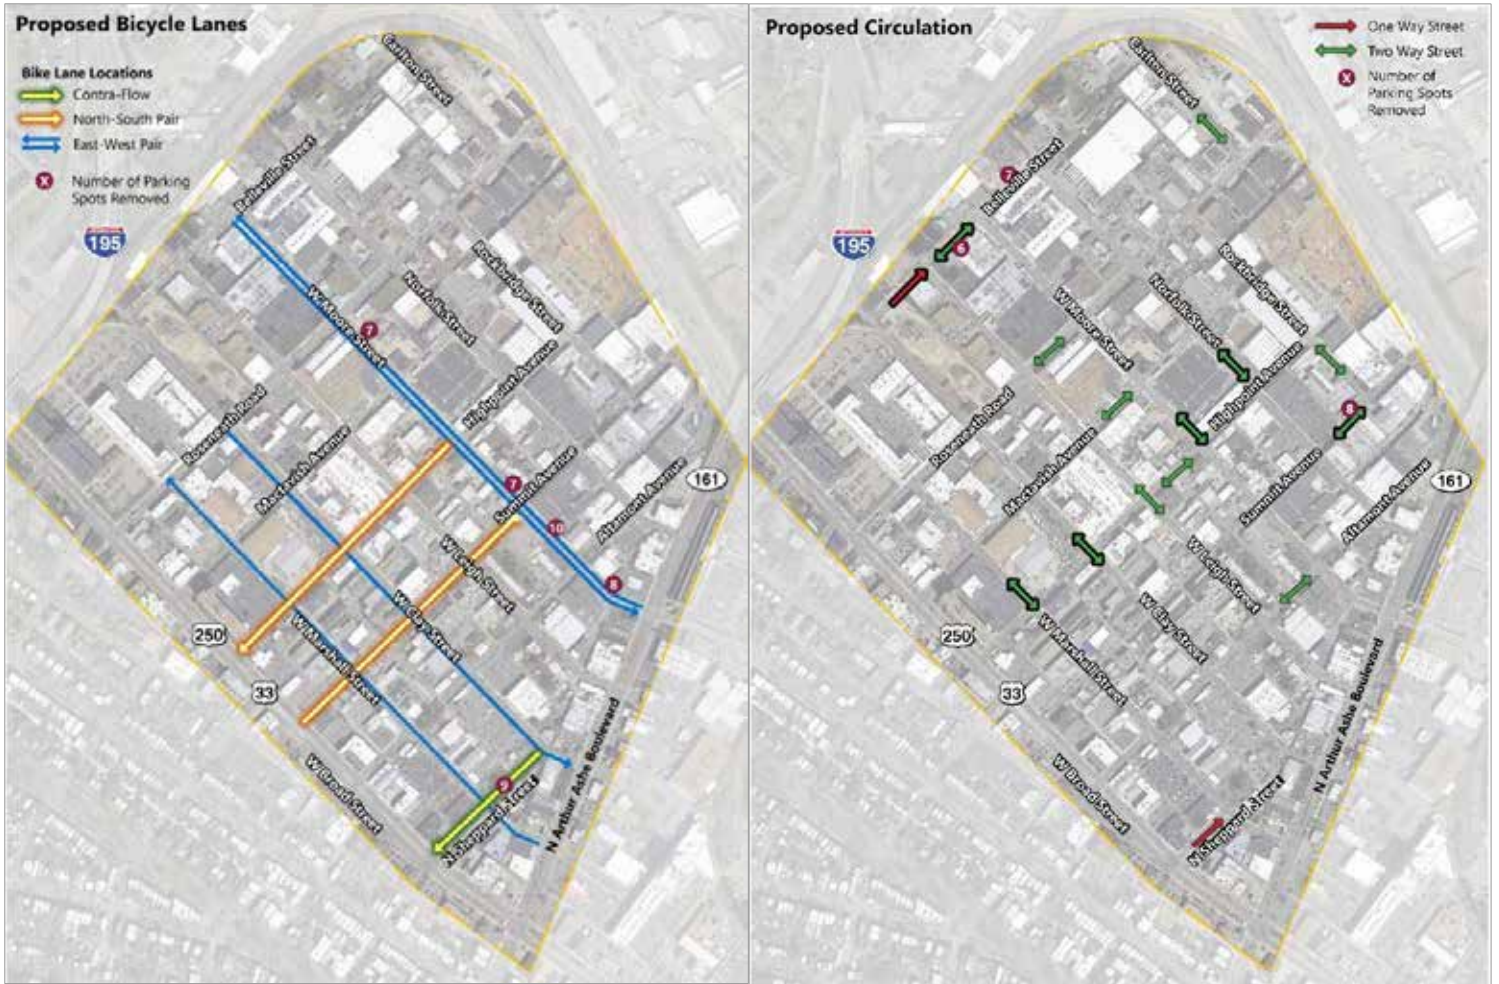 Proposed Bicycle Lanes
Bike Lane Locations
Contra-Flow
North-South Pair
East-West Pair
X
Number of Parking
Spots Removed
195
Earlton Street
Belleville Street
Rockbridge Street
Norfolk Street
W Moore Street
7
Highpoint Avenue
Roseneath Road
Mactavish Avenue
7
Summit Avenue
10
Altamont Avenue
161
W Leigh Street
8
W Clay Street
250
W Marshall Street
33
W Broad Street
9
N Sheppard Street
N Arthur Ashe Boulevard
Proposed Circulation
One Way Street
Two Way Street
X
Number of
Parking Spots
Removed
Earlton Street
7
Belleville Street
195
6
Rockbridge Street
Norfolk Street
W Moore Street
Highpoint Avenue
8
Roseneath Road
Mactavish Avenue
Summit Avenue
Altamont Avenue
161
W Leigh Street
W Clay Street
250
W Marshall Street
33
W Broad Street
N Sheppard Street
N Arthur Ashe Boulevard